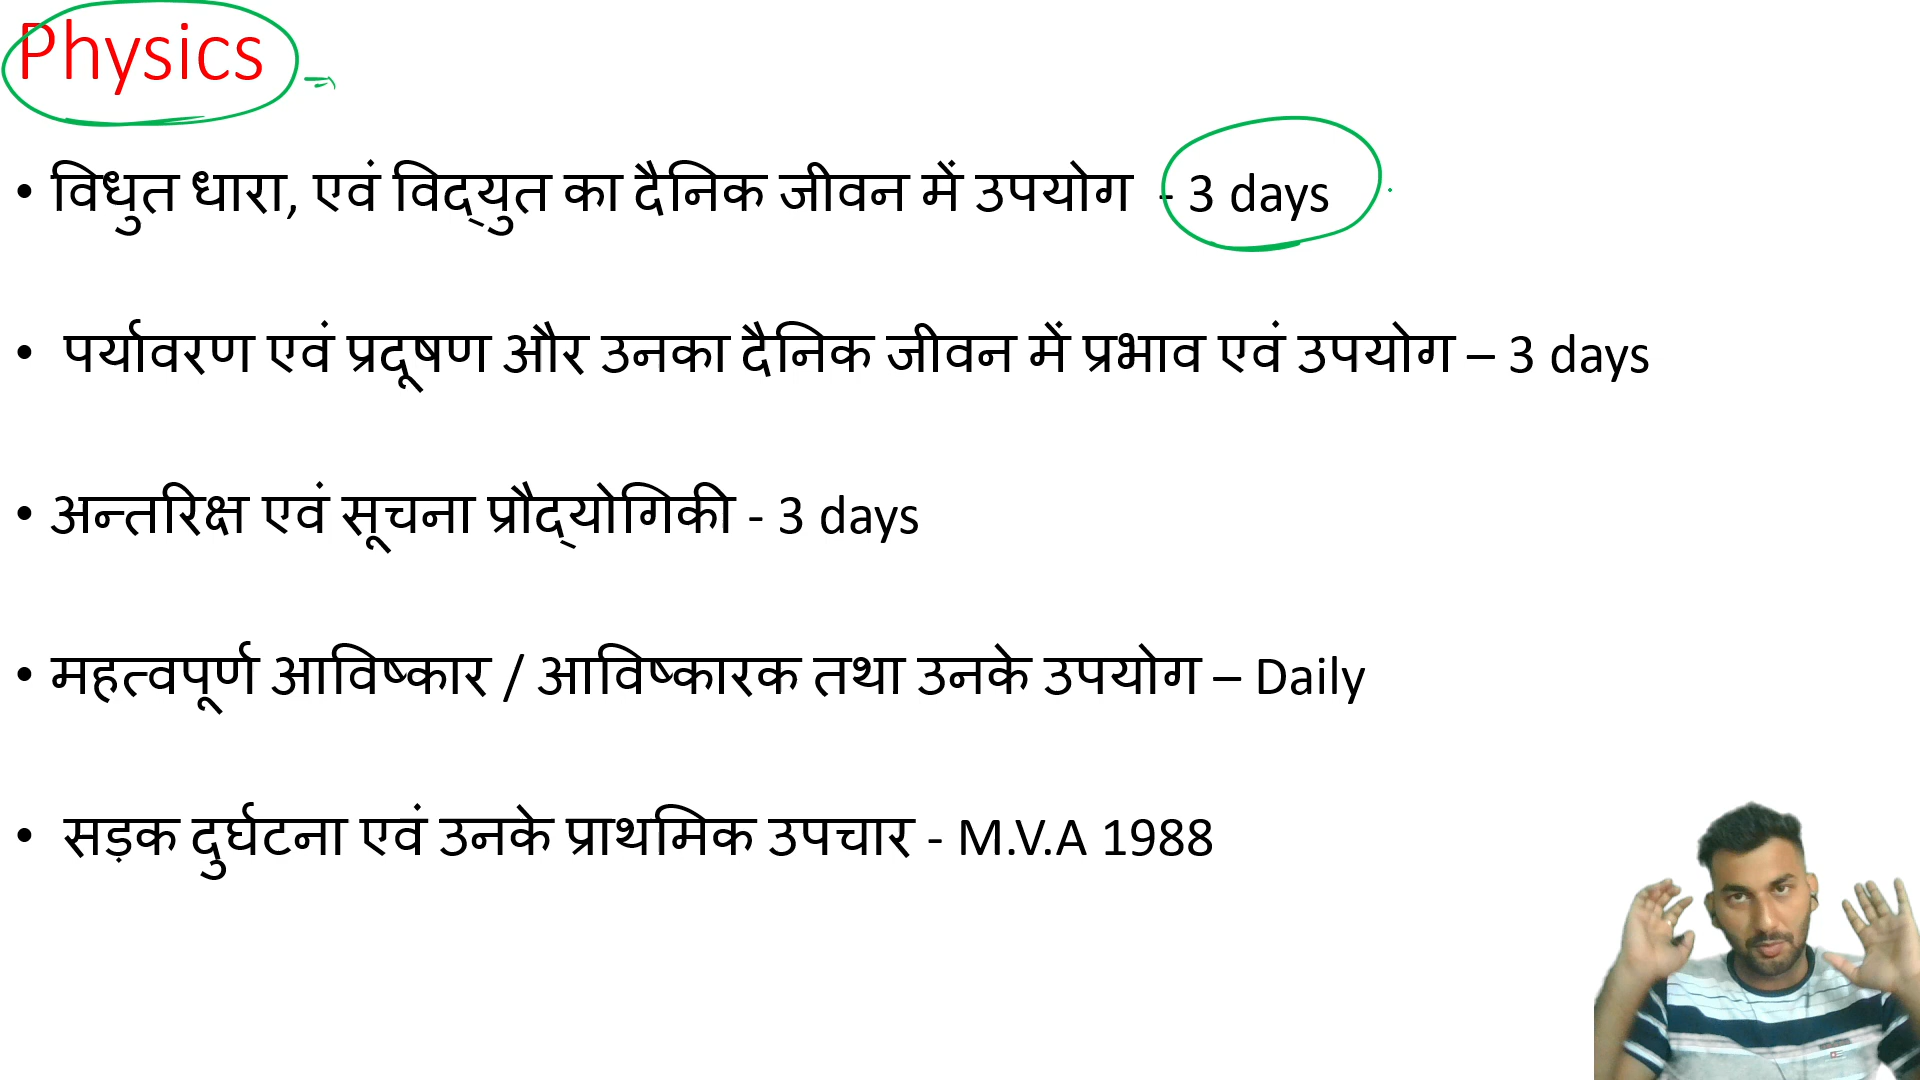 Physics
• विधुत धारा, एवं विद्युत का दैनिक जीवन में उपयोग - 3 days
• पर्यावरण एवं प्रदूषण और उनका दैनिक जीवन में प्रभाव एवं उपयोग – 3 days
• अन्तरिक्ष एवं सूचना प्रौद्योगिकी - 3 days
• महत्वपूर्ण आविष्कार / आविष्कारक तथा उनके उपयोग – Daily
• सड़क दुर्घटना एवं उनके प्राथमिक उपचार - M.V.A 1988